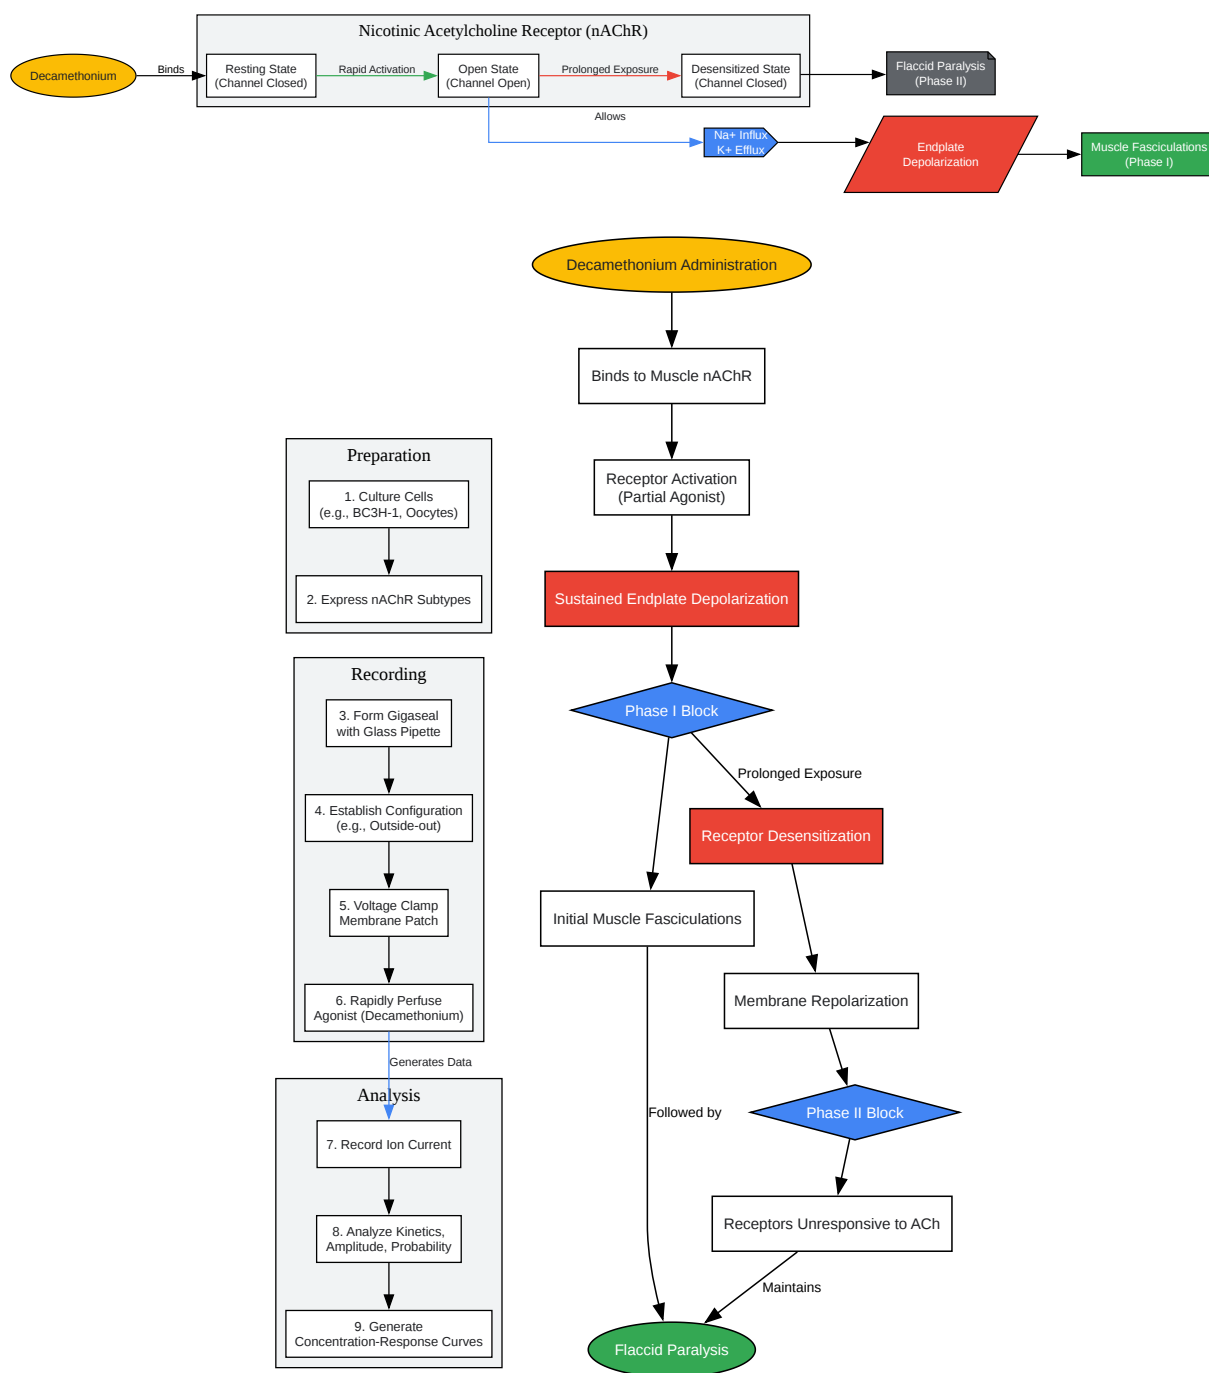 Nicotinic Acetylcholine Receptor (nAChR)
Decamethonium
Binds
Resting State
(Channel Closed)
Rapid Activation
Open State
(Channel Open)
Prolonged Exposure
Desensitized State
(Channel Closed)
Flaccid Paralysis
(Phase II)
Allows
Na+ Influx
K+ Efflux
Endplate
Depolarization
Muscle Fasciculations
(Phase I)
Decamethonium Administration
Binds to Muscle nAChR
Receptor Activation
(Partial Agonist)
Sustained Endplate Depolarization
Phase I Block
Prolonged Exposure
Receptor Desensitization
Initial Muscle Fasciculations
Membrane Repolarization
Followed by
Phase II Block
Receptors Unresponsive to ACh
Maintains
Flaccid Paralysis
Preparation
1. Culture Cells
(e.g., BC3H-1, Oocytes)
2. Express nAChR Subtypes
Recording
3. Form Gigaseal
with Glass Pipette
4. Establish Configuration
(e.g., Outside-out)
5. Voltage Clamp
Membrane Patch
6. Rapidly Perfuse
Agonist (Decamethonium)
Generates Data
Analysis
7. Record Ion Current
8. Analyze Kinetics,
Amplitude, Probability
9. Generate
Concentration-Response Curves